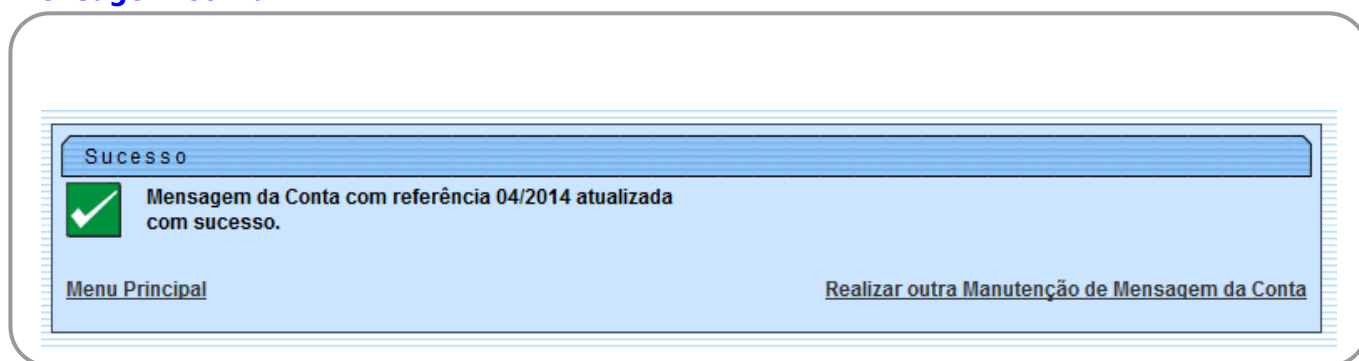 Sucesso
Mensagem da Conta com referência 04/2014 atualizada
com sucesso.
Menu Principal
Realizar outra Manutenção de Mensagem da Conta